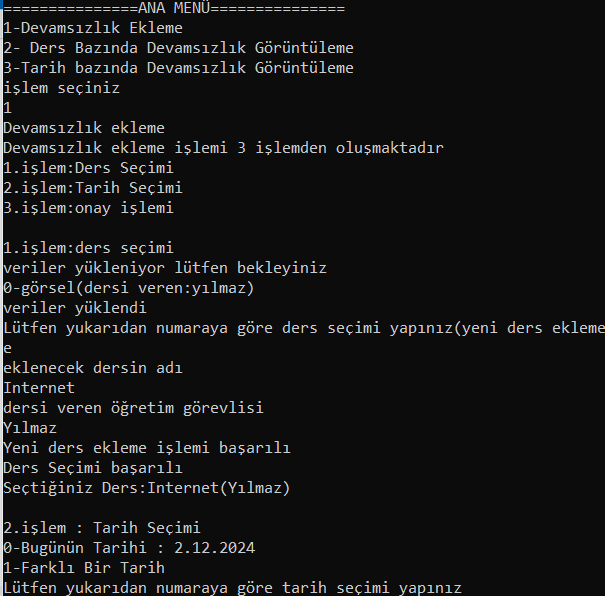 ===============ANA MENÜ===============
1-Devamsızlık Ekleme
2- Ders Bazında Devamsızlık Görüntüleme
3-Tarih bazında Devamsızlık Görüntüleme
işlem seçiniz
1
Devamsızlık ekleme
Devamsızlık ekleme işlemi 3 işlemden oluşmaktadır
1.işlem:Ders Seçimi
2.işlem:Tarih Seçimi
3.işlem:onay işlemi
1.işlem:ders seçimi
veriler yükleniyor lütfen bekleyiniz
0-görsel(dersi veren:yılmaz)
veriler yüklendi
Lütfen yukarıdan numaraya göre ders seçimi yapınız(yeni ders ekleme
e
eklenecek dersin adı
Internet
dersi veren öğretim görevlisi
Yılmaz
Yeni ders ekleme işlemi başarılı
Ders Seçimi başarılı
Seçtiğiniz Ders:Internet(Yılmaz)
2.işlem : Tarih Seçimi
0-Bugünün Tarihi : 2.12.2024
1-Farklı Bir Tarih
Lütfen yukarıdan numaraya göre tarih seçimi yapınız